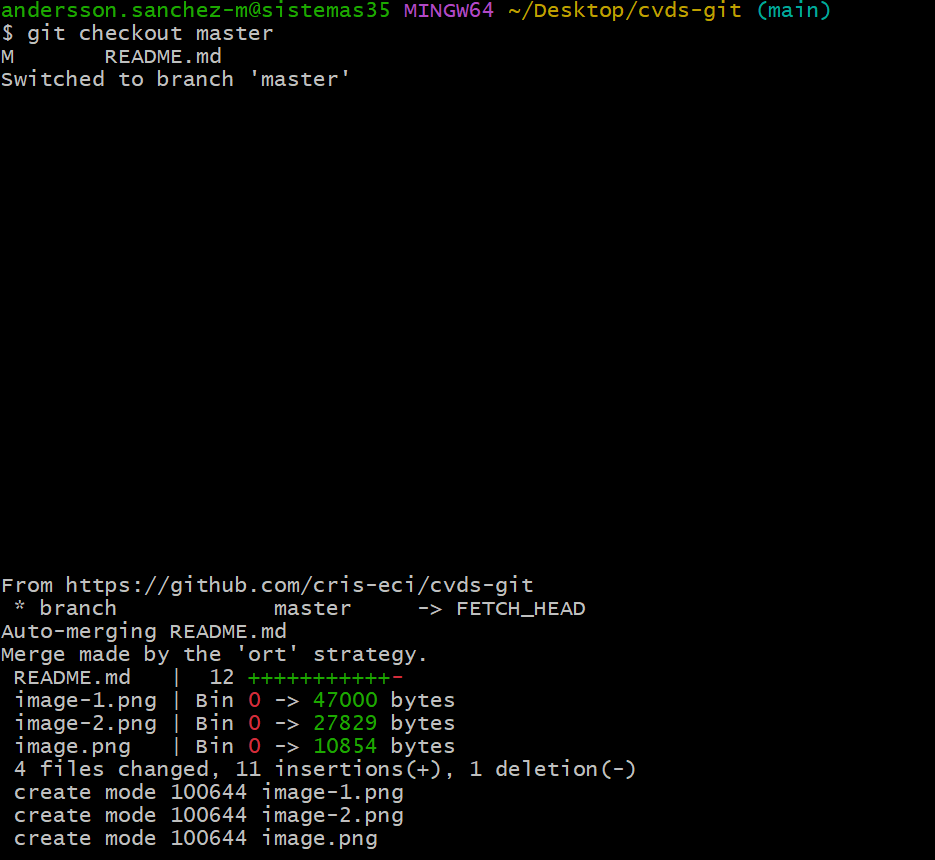 andersson.sanchez-m@sistemas35 MINGW64 ~/Desktop/cvds-git (main)
$ git checkout master
M       README.md
Switched to branch 'master'
From https://github.com/cris-eci/cvds-git
 * branch            master     -> FETCH_HEAD
Auto-merging README.md
Merge made by the 'ort' strategy.
 README.md   |  12 +++++++++++-
 image-1.png | Bin 0 -> 47000 bytes
 image-2.png | Bin 0 -> 27829 bytes
 image.png   | Bin 0 -> 10854 bytes
 4 files changed, 11 insertions(+), 1 deletion(-)
 create mode 100644 image-1.png
 create mode 100644 image-2.png
 create mode 100644 image.png